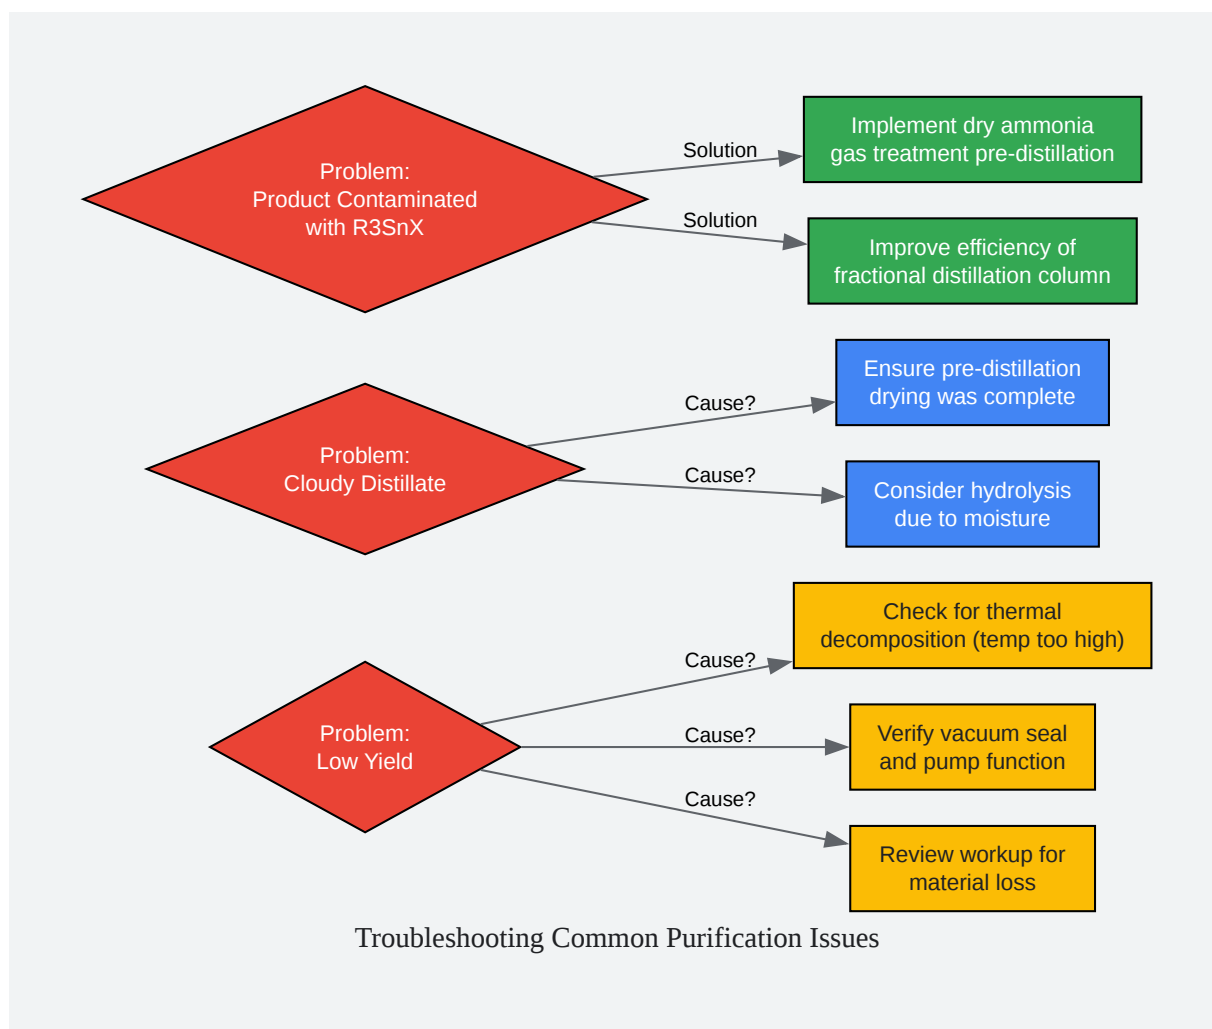 Problem:
Product Contaminated
with R3SnX
Solution
Implement dry ammonia
gas treatment pre-distillation
Solution
Improve efficiency of
fractional distillation column
Problem:
Cloudy Distillate
Cause?
Ensure pre-distillation
drying was complete
Cause?
Consider hydrolysis
due to moisture
Problem:
Low Yield
Cause?
Check for thermal
decomposition (temp too high)
Cause?
Verify vacuum seal
and pump function
Cause?
Review workup for
material loss
Troubleshooting Common Purification Issues